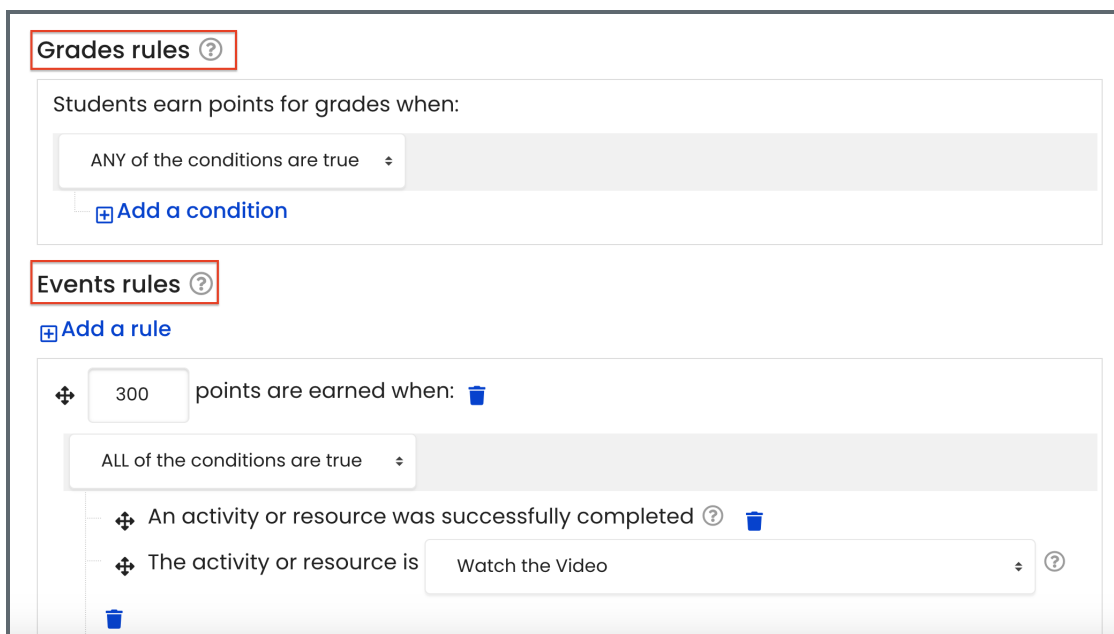 Grades rules ?
Students earn points for grades when:
ANY of the conditions are true
Add a condition
Events rules ?
Add a rule
300 points are earned when:
ALL of the conditions are true
An activity or resource was successfully completed ?
The activity or resource is Watch the Video ?